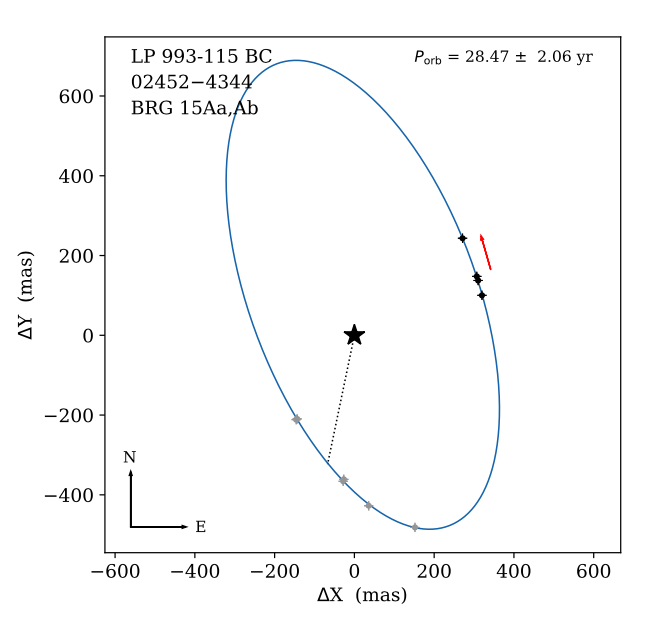 LP 993-115 BC
02452−4344
BRG 15Aa,Ab
P_orb = 28.47 ± 2.06 yr
600
400
200
0
−200
−400
ΔY (mas)
N
E
−600 −400 −200 0 200 400 600
ΔX (mas)